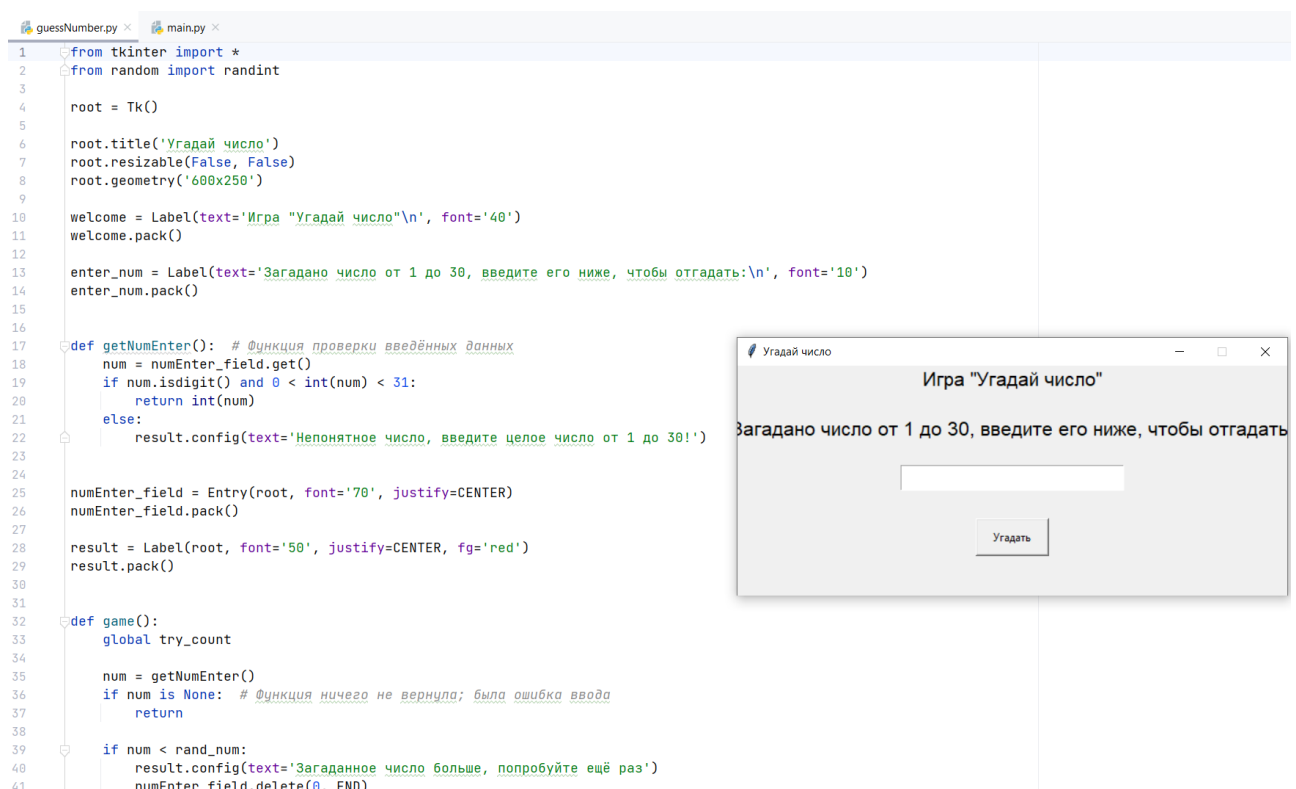 guessNumber.py × main.py ×
1 from tkinter import *
2 from random import randint
3
4 root = Tk()
5
6 root.title('Угадай число')
7 root.resizable(False, False)
8 root.geometry('600x250')
9
10 welcome = Label(text='Игра "Угадай число"\n', font='40')
11 welcome.pack()
12
13 enter_num = Label(text='Загадано число от 1 до 30, введите его ниже, чтобы отгадать:\n', font='10')
14 enter_num.pack()
15
16
17 def getNumEnter():  # Функция проверки введённых данных
18     num = numEnter_field.get()
19     if num.isdigit() and 0 < int(num) < 31:
20         return int(num)
21     else:
22         result.config(text='Непонятное число, введите целое число от 1 до 30!')
23
24
25 numEnter_field = Entry(root, font='70', justify=CENTER)
26 numEnter_field.pack()
27
28 result = Label(root, font='50', justify=CENTER, fg='red')
29 result.pack()
30
31
32 def game():
33     global try_count
34
35     num = getNumEnter()
36     if num is None:  # Функция ничего не вернула; была ошибка ввода
37         return
38
39     if num < rand_num:
40         result.config(text='Загаданное число больше, попробуйте ещё раз')
41         numEnter_field.delete(0, END)
Угадай число
Игра "Угадай число"
Загадано число от 1 до 30, введите его ниже, чтобы отгадать
Угадать